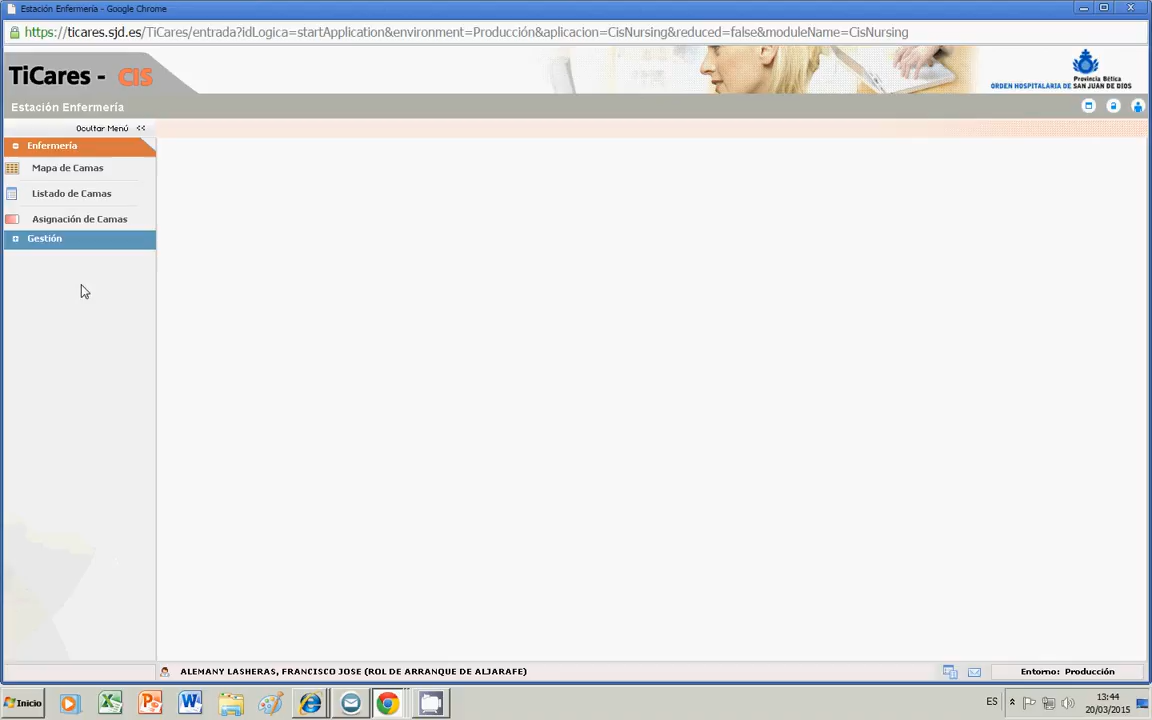 Estación Enfermería - Google Chrome
https://ticares.sjd.es/TiCares/entrada?idLogica=startApplication&environment=Producción&aplicacion=CisNursing&reduced=false&moduleName=CisNursing
TiCares - CIS
Provincia Bética
ORDEN HOSPITALARIA DE SAN JUAN DE DIOS
Estación Enfermería
Ocultar Menú <<
Enfermería
Mapa de Camas
Listado de Camas
Asignación de Camas
Gestión
ALEMANY LASHERAS, FRANCISCO JOSE (ROL DE ARRANQUE DE ALJARAFE)
Entorno: Producción
Inicio
ES
13:44
20/03/2015